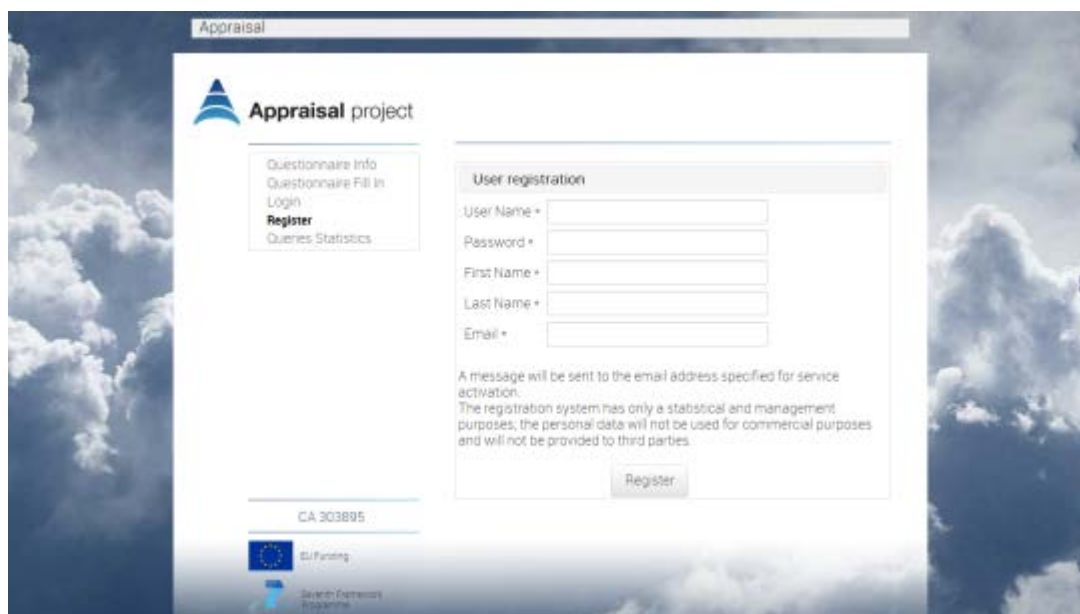 Appraisal
Appraisal project
Questionnaire Info
Questionnaire Fill In
Login
Register
Queries Statistics
User registration
User Name *
Password *
First Name *
Last Name *
Email *
A message will be sent to the email address specified for service
activation.
The registration system has only a statistical and management
purposes; the personal data will not be used for commercial purposes
and will not be provided to third parties.
Register
CA 303895
EU Funding
7
Seventh Framework
Programme